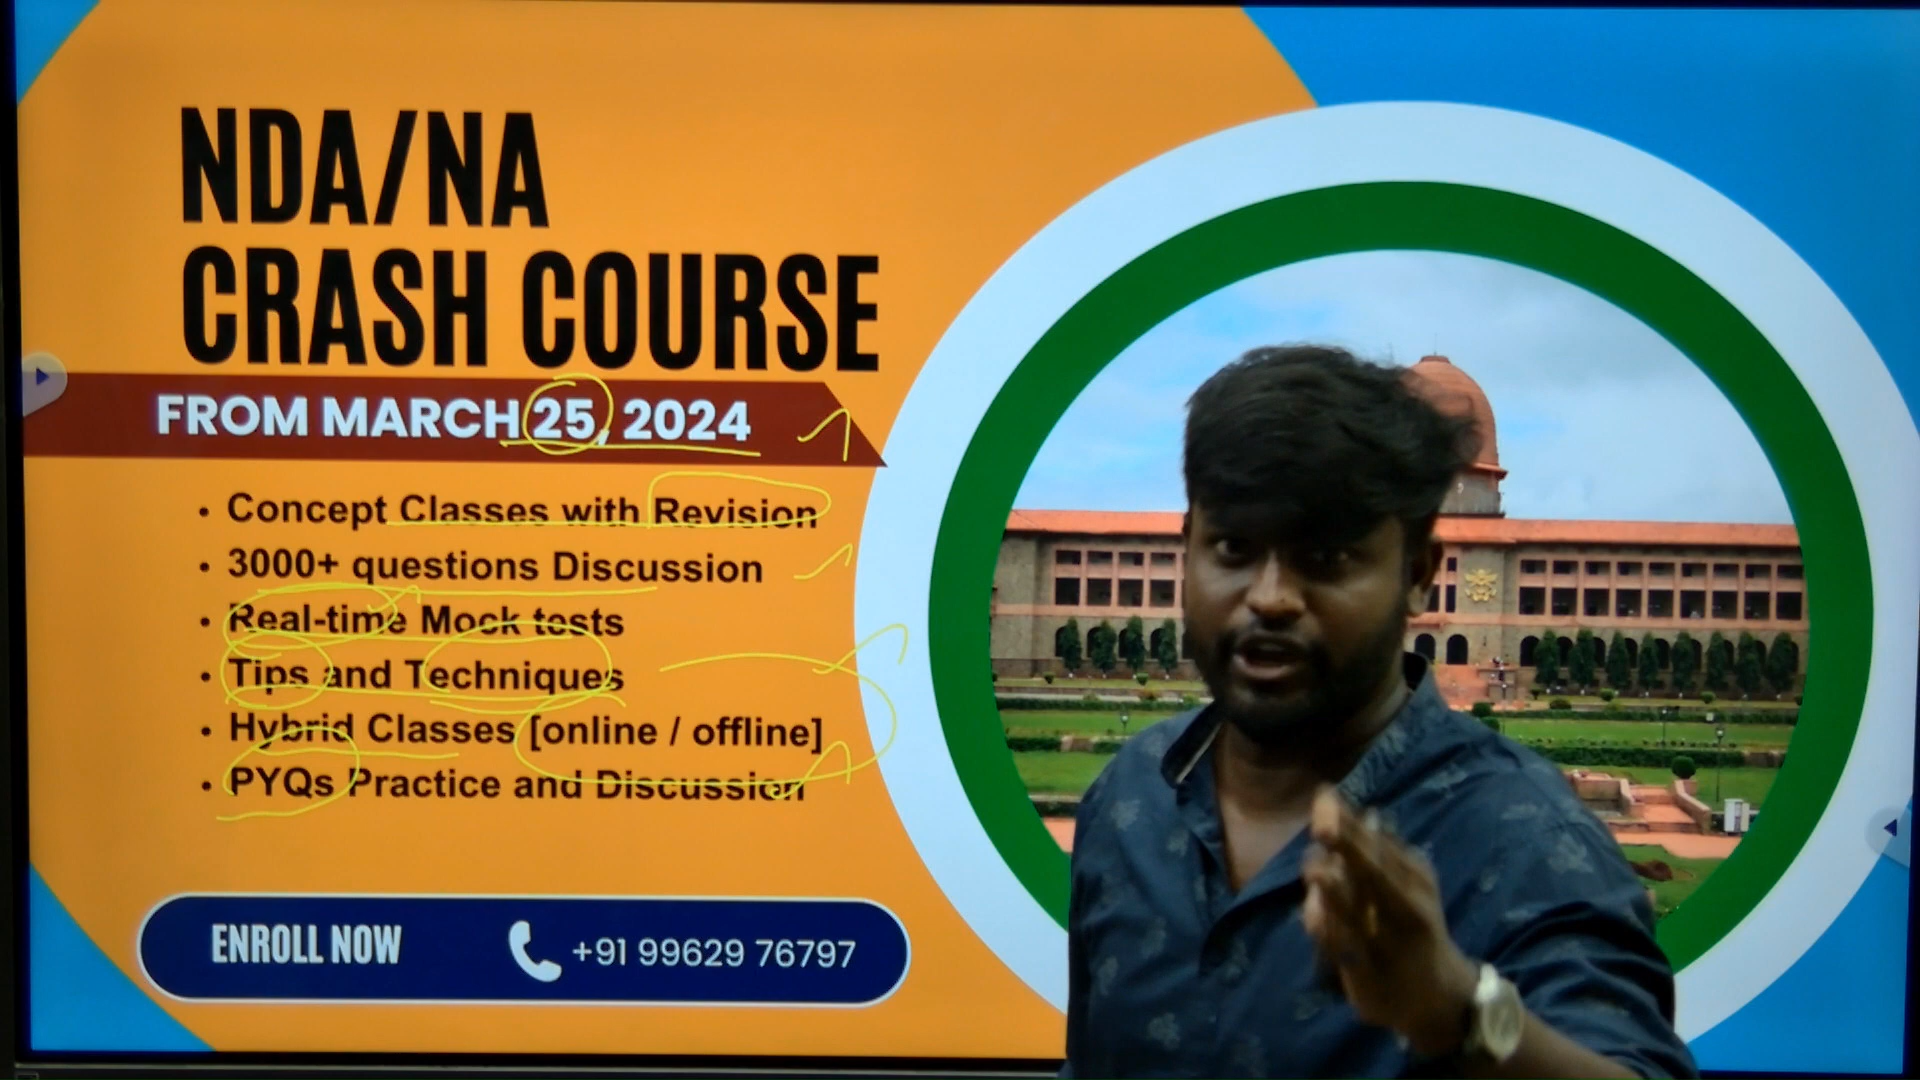 NDA/NA
CRASH COURSE
FROM MARCH 25, 2024
• Concept Classes with Revision
• 3000+ questions Discussion
• Real-time Mock tests
• Tips and Techniques
• Hybrid Classes [online / offline]
• PYQs Practice and Discussion
ENROLL NOW
+91 99629 76797